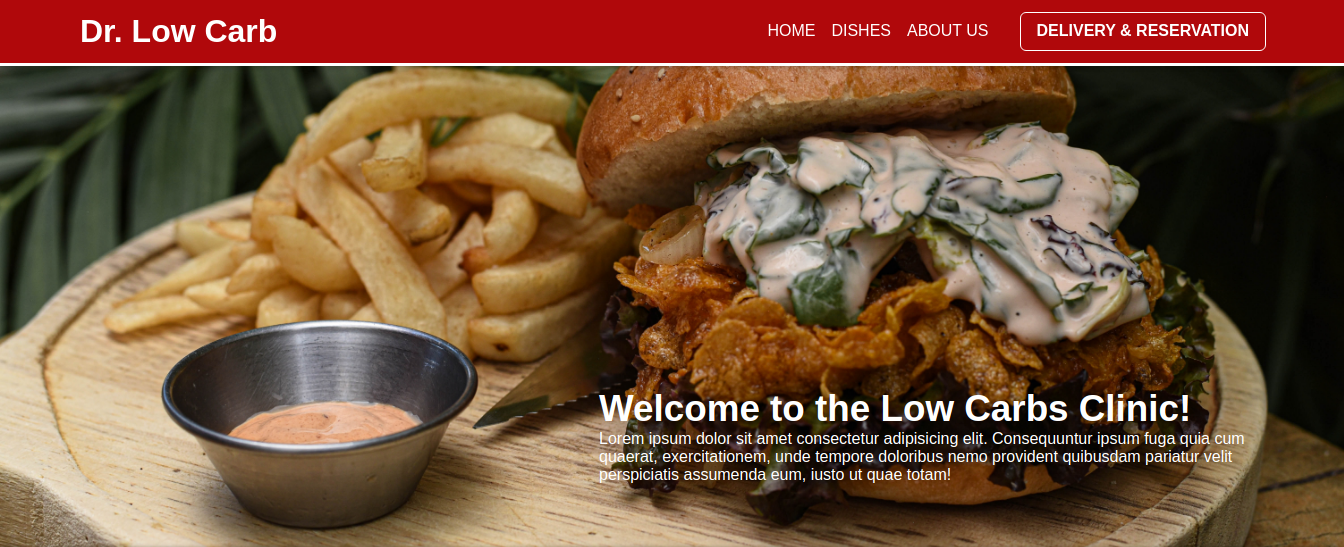 Dr. Low Carb
HOME DISHES ABOUT US DELIVERY & RESERVATION
Welcome to the Low Carbs Clinic!
Lorem ipsum dolor sit amet consectetur adipisicing elit. Consequuntur ipsum fuga quia cum
quaerat, exercitationem, unde tempore doloribus nemo provident quibusdam pariatur velit
perspiciatis assumenda eum, iusto ut quae totam!